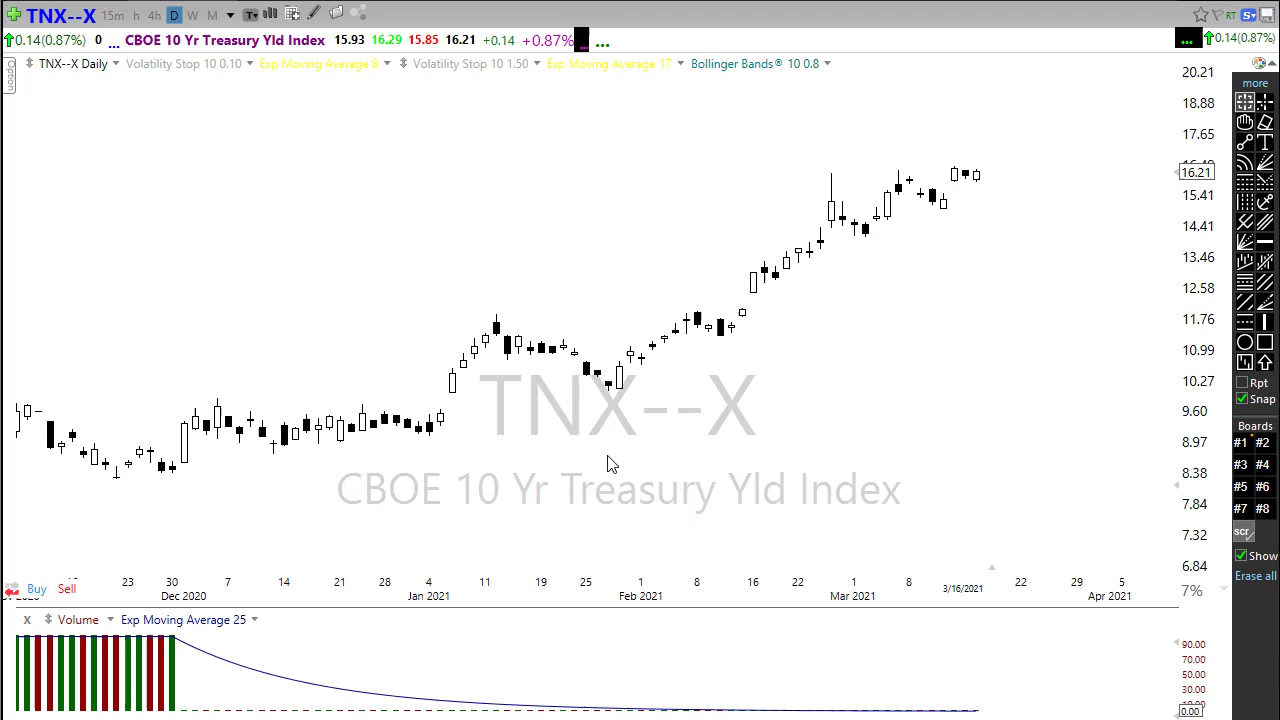 TNX--X 15m h 4h D W M T
RT S
0.14(0.87%) 0 ... CBOE 10 Yr Treasury Yld Index 15.93 16.29 15.85 16.21 +0.14 +0.87% ... ...
... 0.14(0.87%)
Option
TNX--X Daily Volatility Stop 10 0.10 Exp Moving Average 8 Volatility Stop 10 1.50 Exp Moving Average 17 Bollinger Bands® 10 0.8
more
T
Rpt
Snap
Boards
#1 #2
#3 #4
#5 #6
#7 #8
scr
Show
Erase all
20.21
18.88
17.65
16.21
15.41
14.41
13.46
12.58
11.76
10.99
10.27
9.60
8.97
8.38
7.84
7.32
6.84
TNX--X
CBOE 10 Yr Treasury Yld Index
23 30 7 14 21 28 4 11 19 25 1 8 16 22 1 8 3/16/2021 22 29 5
Dec 2020 Jan 2021 Feb 2021 Mar 2021 Apr 2021
Buy Sell
7%
X Volume Exp Moving Average 25
90.00
70.00
50.00
30.00
0.00